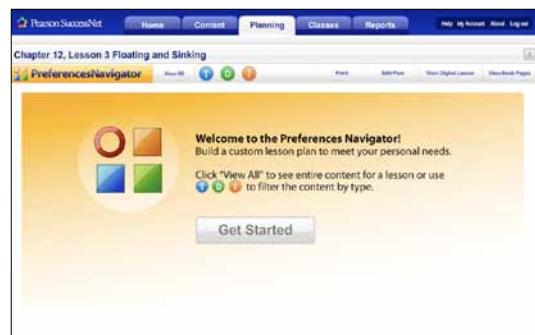 Pearson SuccessNet
Home Content Planning Classes Reports
Help My Account About Log out
Chapter 12, Lesson 3 Floating and Sinking
PreferencesNavigator View All T D I Print Edit Plan View Digital Lesson View Book Pages
Welcome to the Preferences Navigator!
Build a custom lesson plan to meet your personal needs.
Click "View All" to see entire content for a lesson or use
T D I to filter the content by type.
Get Started